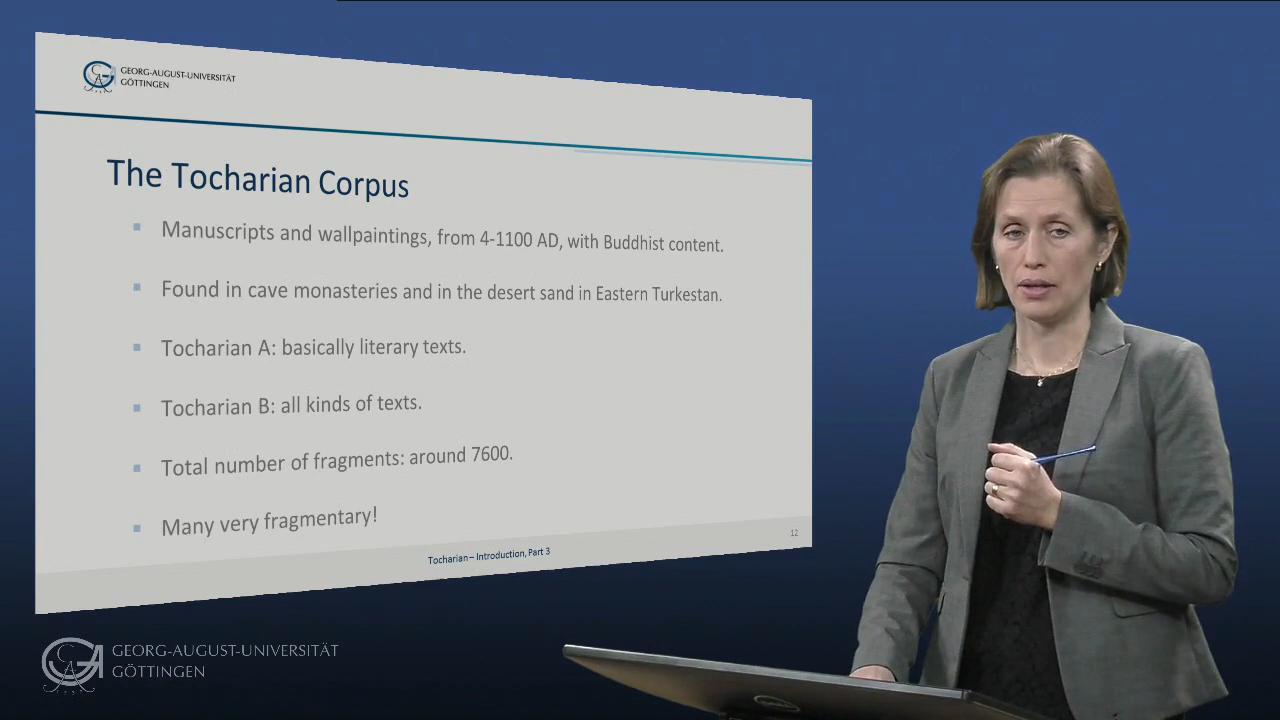 GEORG-AUGUST-UNIVERSITÄT
GÖTTINGEN
The Tocharian Corpus
Manuscripts and wallpaintings, from 4-1100 AD, with Buddhist content.
Found in cave monasteries and in the desert sand in Eastern Turkestan.
Tocharian A: basically literary texts.
Tocharian B: all kinds of texts.
Total number of fragments: around 7600.
Many very fragmentary!
12
Tocharian – Introduction, Part 3
GEORG-AUGUST-UNIVERSITÄT
GÖTTINGEN